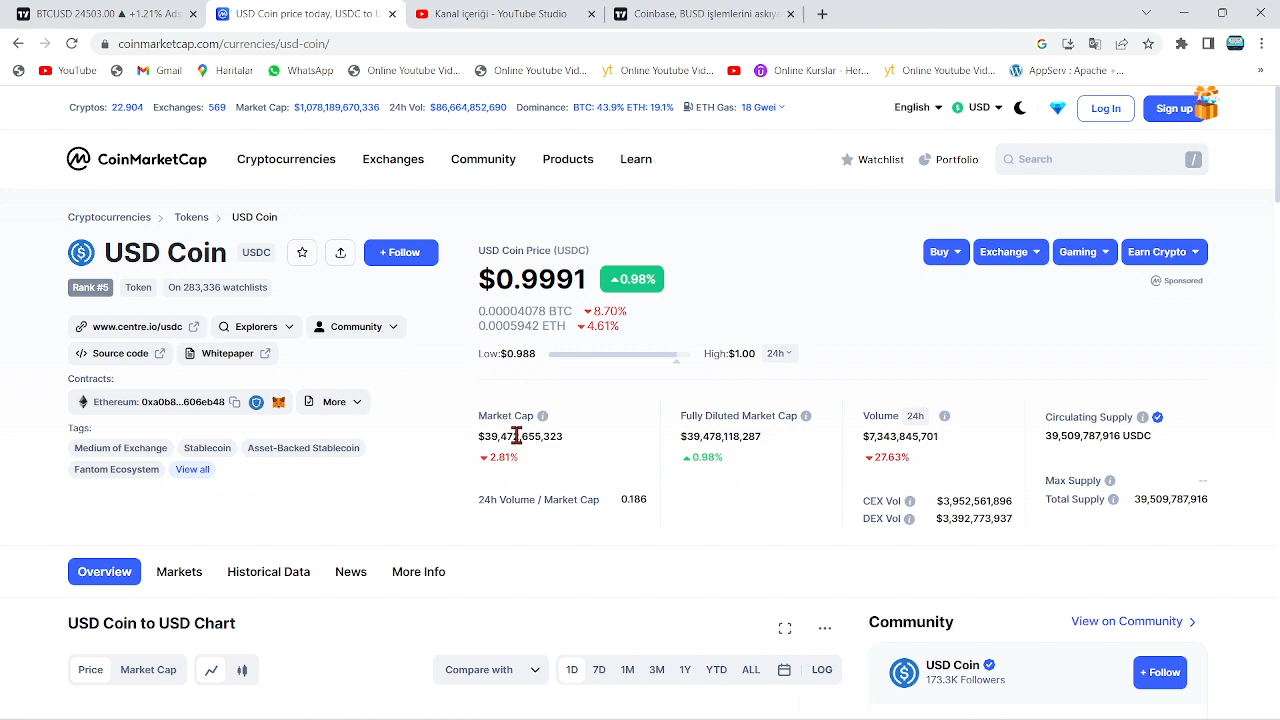 BTCUSD 24503.00 ▲ +1.21% Ads
USD Coin price today, USDC to U
Kanal içeriği - YouTube Studio
Coinbase, BUSD işlemlerini askıya
coinmarketcap.com/currencies/usd-coin/
YouTube
Gmail
Haritalar
WhatsApp
Online Youtube Vid...
Online Youtube Vid...
Online Youtube Vid...
Online Kurslar - Her...
Online Youtube Vid...
AppServ : Apache +...
»
Cryptos: 22.904 Exchanges: 569 Market Cap: $1,078,189,670,336 24h Vol: $86,664,852,690 Dominance: BTC: 43.9% ETH: 19.1% ETH Gas: 18 Gwei
English USD Log In Sign up
CoinMarketCap Cryptocurrencies Exchanges Community Products Learn Watchlist Portfolio Search /
Cryptocurrencies > Tokens > USD Coin
USD Coin USDC + Follow
Rank #5 Token On 283,336 watchlists
www.centre.io/usdc Explorers Community
Source code Whitepaper
Contracts:
Ethereum: 0xa0b8...606eb48 More
Tags:
Medium of Exchange Stablecoin Asset-Backed Stablecoin
Fantom Ecosystem View all
USD Coin Price (USDC)
$0.9991 0.98%
0.00004078 BTC 8.70%
0.0005942 ETH 4.61%
Low:$0.988 High:$1.00 24h
Buy Exchange Gaming Earn Crypto
Sponsored
Market Cap
$39,472,655,323
2.81%
24h Volume / Market Cap 0.186
Fully Diluted Market Cap
$39,478,118,287
0.98%
Volume 24h
$7,343,845,701
27.63%
CEX Vol $3,952,561,896
DEX Vol $3,392,773,937
Circulating Supply
39,509,787,916 USDC
Max Supply --
Total Supply 39,509,787,916
Overview Markets Historical Data News More Info
USD Coin to USD Chart
Price Market Cap
Compare with 1D 7D 1M 3M 1Y YTD ALL LOG
Community View on Community >
USD Coin
173.3K Followers
+ Follow